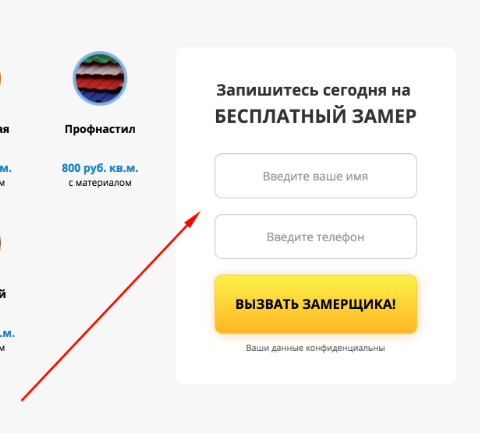 ая
Профнастил
м.
800 руб. кв.м.
м
с материалом
й
.м.
м
Запишитесь сегодня на
БЕСПЛАТНЫЙ ЗАМЕР
Введите ваше имя
Введите телефон
ВЫЗВАТЬ ЗАМЕРЩИКА!
Ваши данные конфиденциальны